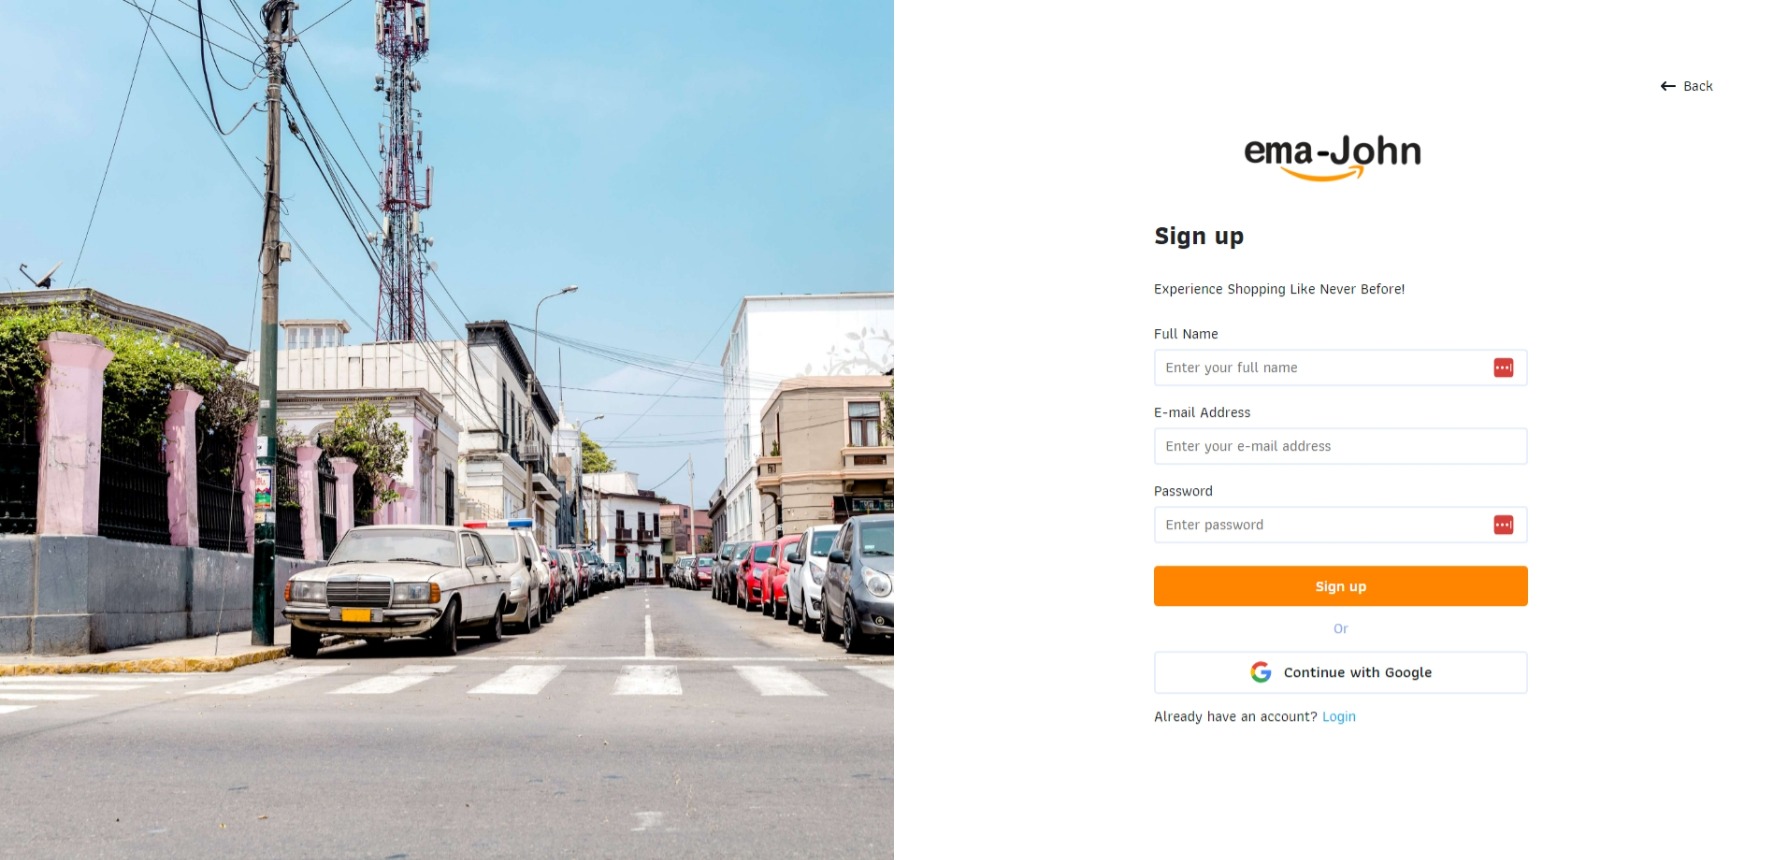 Back
ema-John
Sign up
Experience Shopping Like Never Before!
Full Name
Enter your full name
E-mail Address
Enter your e-mail address
Password
Enter password
Sign up
Or
Continue with Google
Already have an account? Login